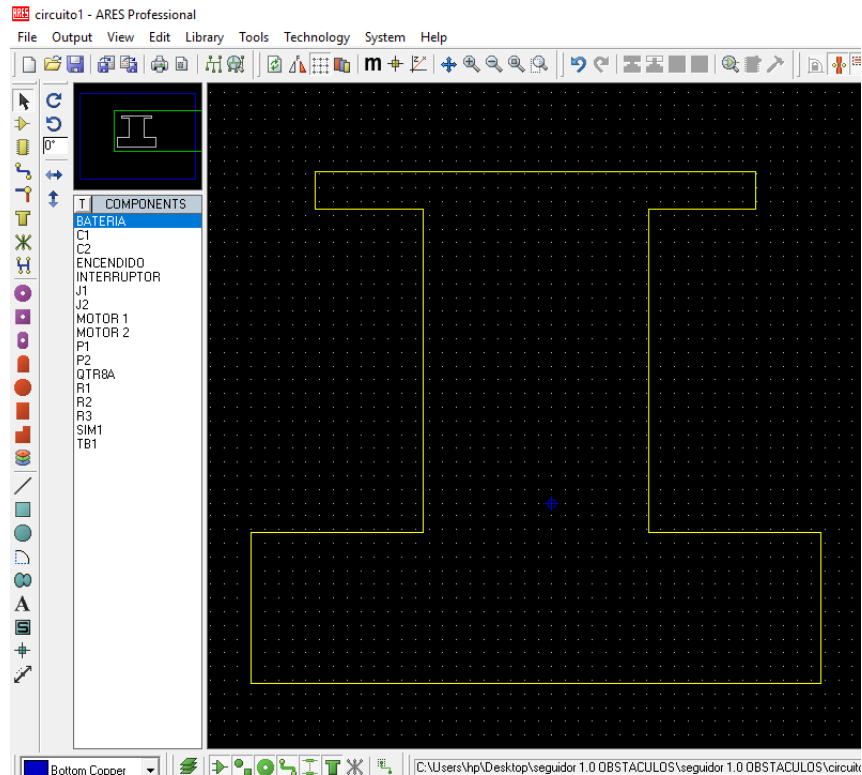 ARES circuito1 - ARES Professional
File Output View Edit Library Tools Technology System Help
m
0°
T COMPONENTS
BATERIA
C1
C2
ENCENDIDO
INTERRUPTOR
J1
J2
MOTOR 1
MOTOR 2
P1
P2
QTR8A
R1
R2
R3
SIM1
TB1
A
S
Bottom Copper C:\Users\hp\Desktop\seguidor 1.0 OBSTACULOS\seguidor 1.0 OBSTACULOS\circuito